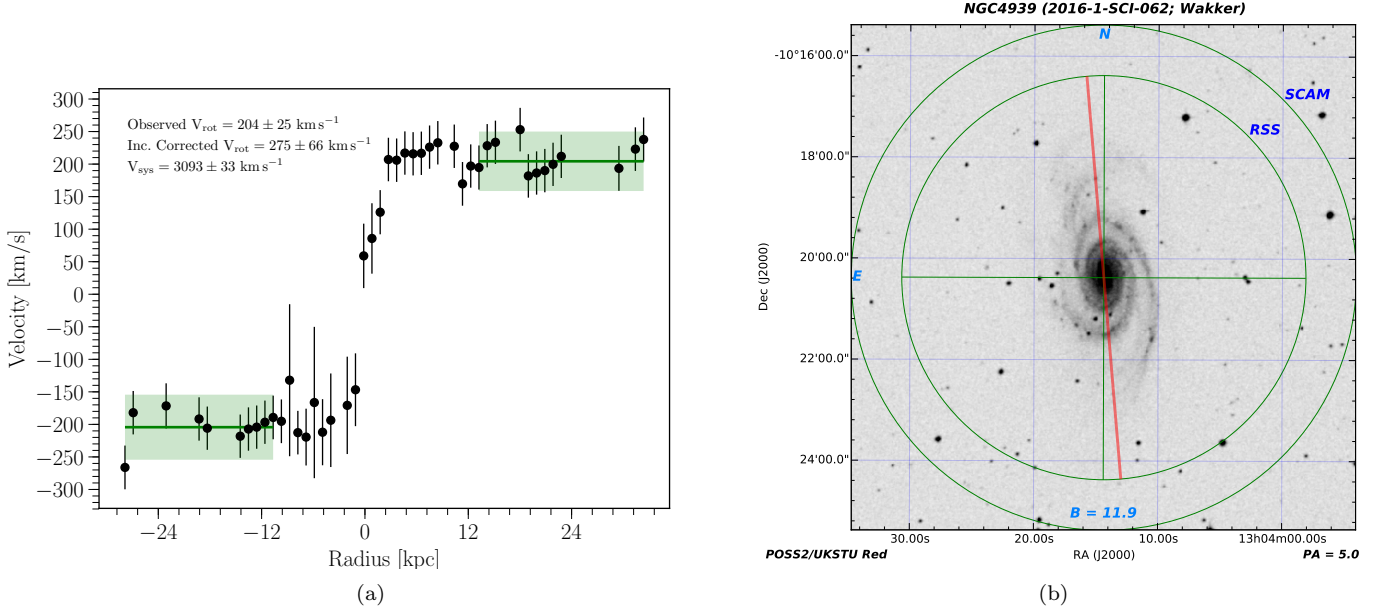 Observed Vrot = 204 ± 25 km s−1
Inc. Corrected Vrot = 275 ± 66 km s−1
Vsys = 3093 ± 33 km s−1
300
250
200
150
100
50
0
−50
−100
−150
−200
−250
−300
Velocity [km/s]
−24 −12 0 12 24
Radius [kpc]
(a)
NGC4939 (2016-1-SCI-062; Wakker)
N
SCAM
RSS
E
-10°16'00.0"
18'00.0"
20'00.0"
22'00.0"
24'00.0"
Dec (J2000)
B = 11.9
30.00s 20.00s 10.00s 13h04m00.00s
POSS2/UKSTU Red RA (J2000) PA = 5.0
(b)